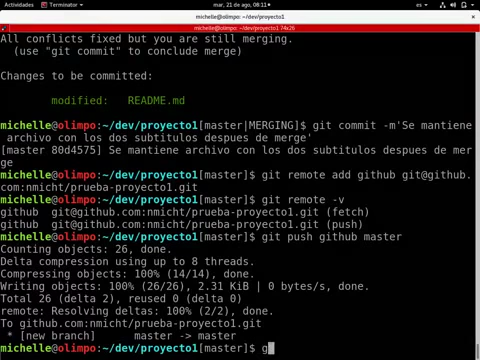 Actividades Terminator mar, 21 de ago, 08:11 es
michelle@olimpo: ~/dev/proyecto1
michelle@olimpo: ~/dev/proyecto1 74x26
All conflicts fixed but you are still merging.
(use "git commit" to conclude merge)
Changes to be committed:
modified: README.md
michelle@olimpo:~/dev/proyecto1[master|MERGING]$ git commit -m'Se mantiene
archivo con los dos subtitulos despues de merge'
[master 80d4575] Se mantiene archivo con los dos subtitulos despues de mer
ge
michelle@olimpo:~/dev/proyecto1[master]$ git remote add github git@github.
com:nmicht/prueba-proyecto1.git
michelle@olimpo:~/dev/proyecto1[master]$ git remote -v
github git@github.com:nmicht/prueba-proyecto1.git (fetch)
github git@github.com:nmicht/prueba-proyecto1.git (push)
michelle@olimpo:~/dev/proyecto1[master]$ git push github master
Counting objects: 26, done.
Delta compression using up to 8 threads.
Compressing objects: 100% (14/14), done.
Writing objects: 100% (26/26), 2.31 KiB | 0 bytes/s, done.
Total 26 (delta 2), reused 0 (delta 0)
remote: Resolving deltas: 100% (2/2), done.
To github.com:nmicht/prueba-proyecto1.git
* [new branch] master -> master
michelle@olimpo:~/dev/proyecto1[master]$ g